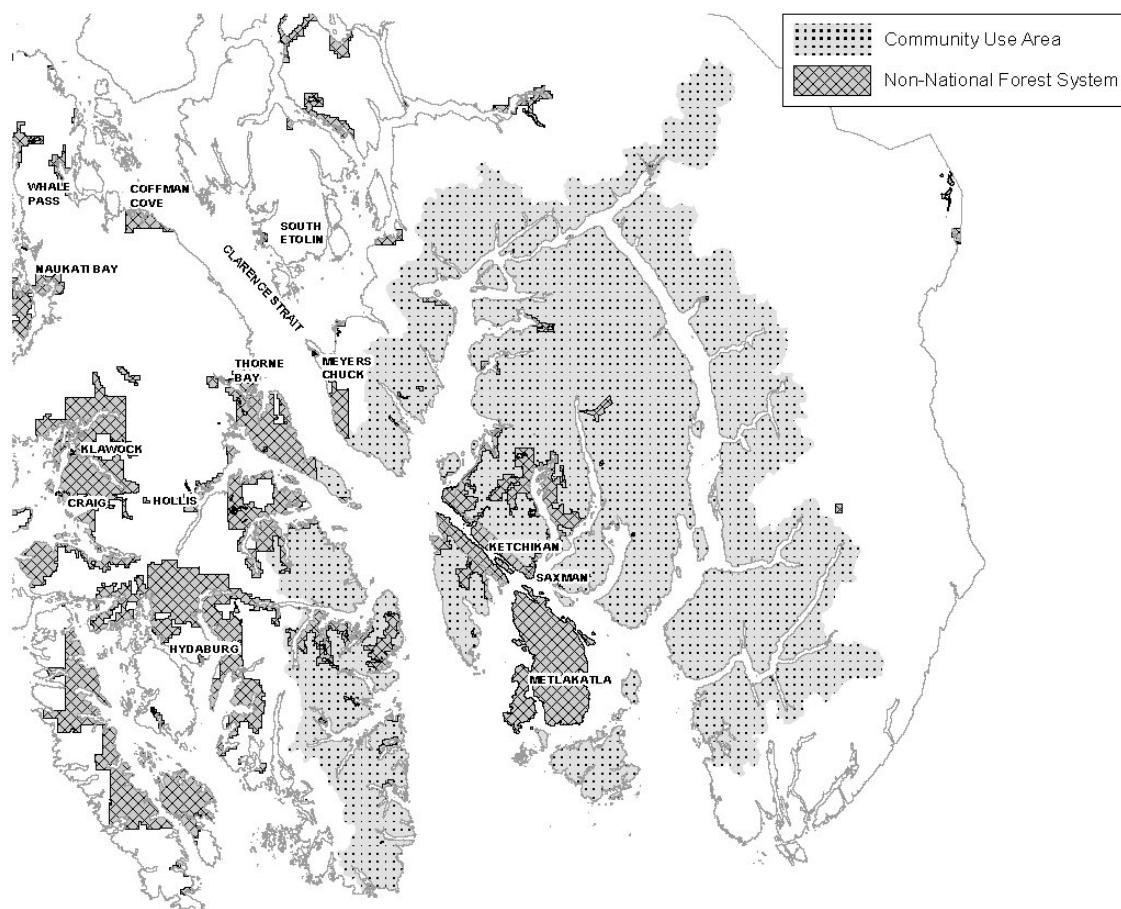 Community Use Area
Non-National Forest System
WHALE
PASS
COFFMAN
COVE
SOUTH
ETOLIN
NAUKATI BAY
CLARENCE STRAIT
THORNE
BAY
MEYERS
CHUCK
KLAWOCK
CRAIG
HOLLIS
KETCHIKAN
SAXMAN
HYDABURG
METLAKATLA